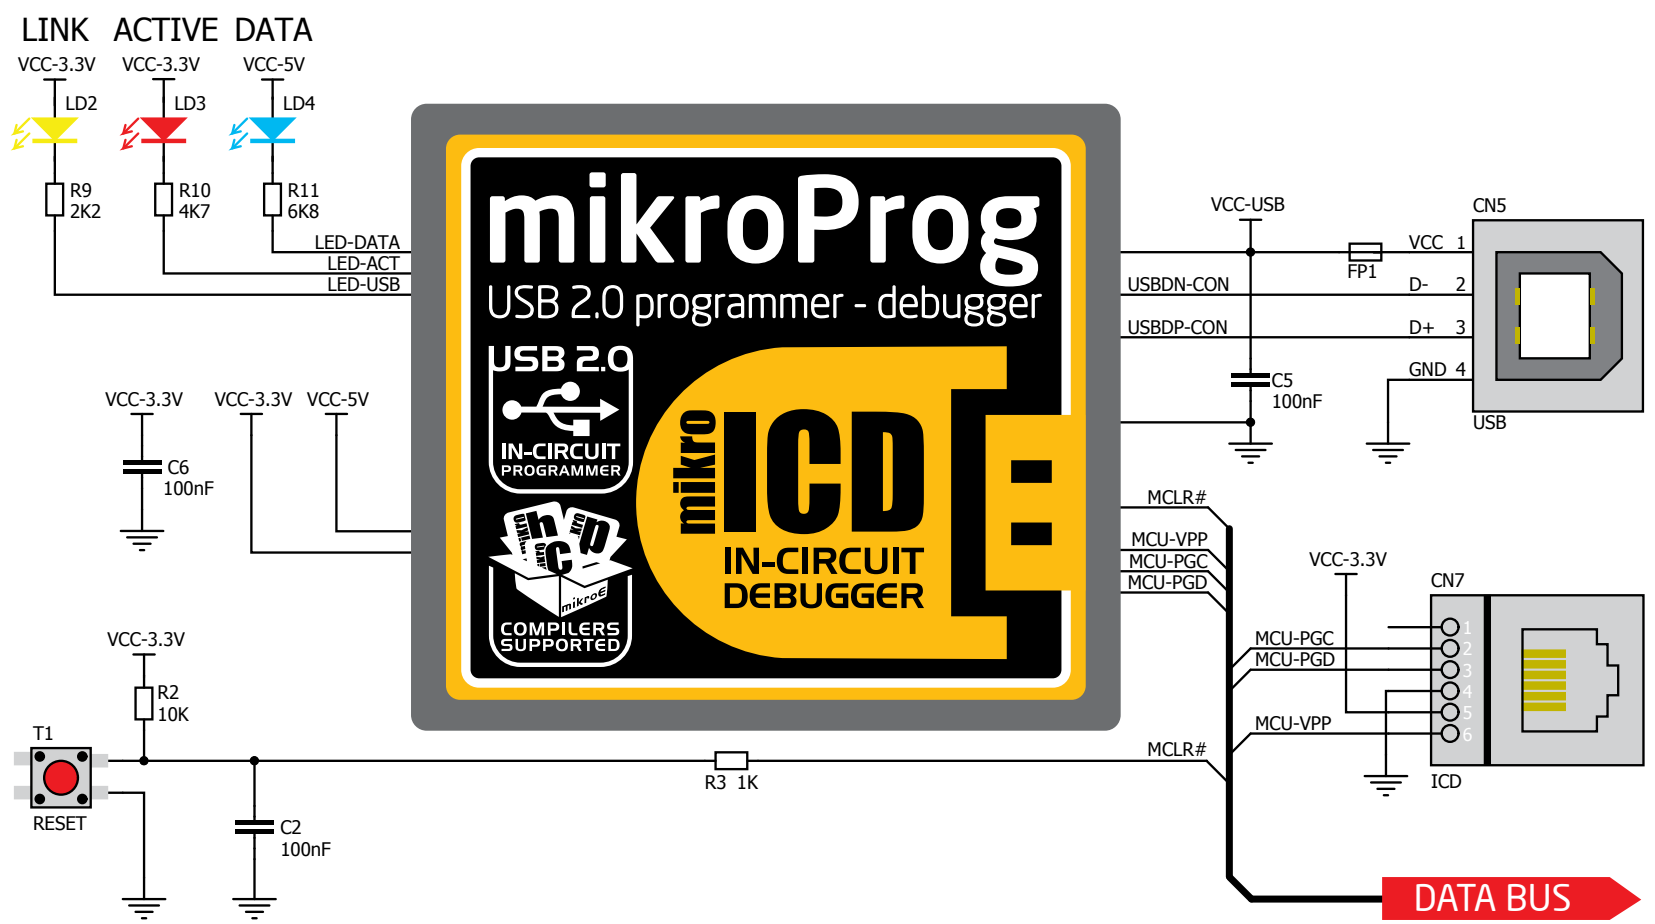 LINK ACTIVE DATA
VCC-3.3V VCC-3.3V VCC-5V
LD2 LD3 LD4
R9 R10 R11
2K2 4K7 6K8
LED-DATA
LED-ACT
LED-USB
mikroProg
USB 2.0 programmer - debugger
USB 2.0
IN-CIRCUIT
PROGRAMMER
mikro
ICD
IN-CIRCUIT
DEBUGGER
h
p
C
mikroE
COMPILERS
SUPPORTED
VCC-USB
CN5
VCC 1
FP1
USBDN-CON D- 2
USBDP-CON D+ 3
GND 4
C5
100nF
USB
VCC-3.3V VCC-3.3V VCC-5V
C6
100nF
MCLR#
MCU-VPP
MCU-PGC
MCU-PGD
VCC-3.3V
CN7
1
MCU-PGC 2
MCU-PGD 3
4
5
MCU-VPP 6
ICD
VCC-3.3V
R2
10K
T1
RESET
R3 1K
MCLR#
C2
100nF
DATA BUS